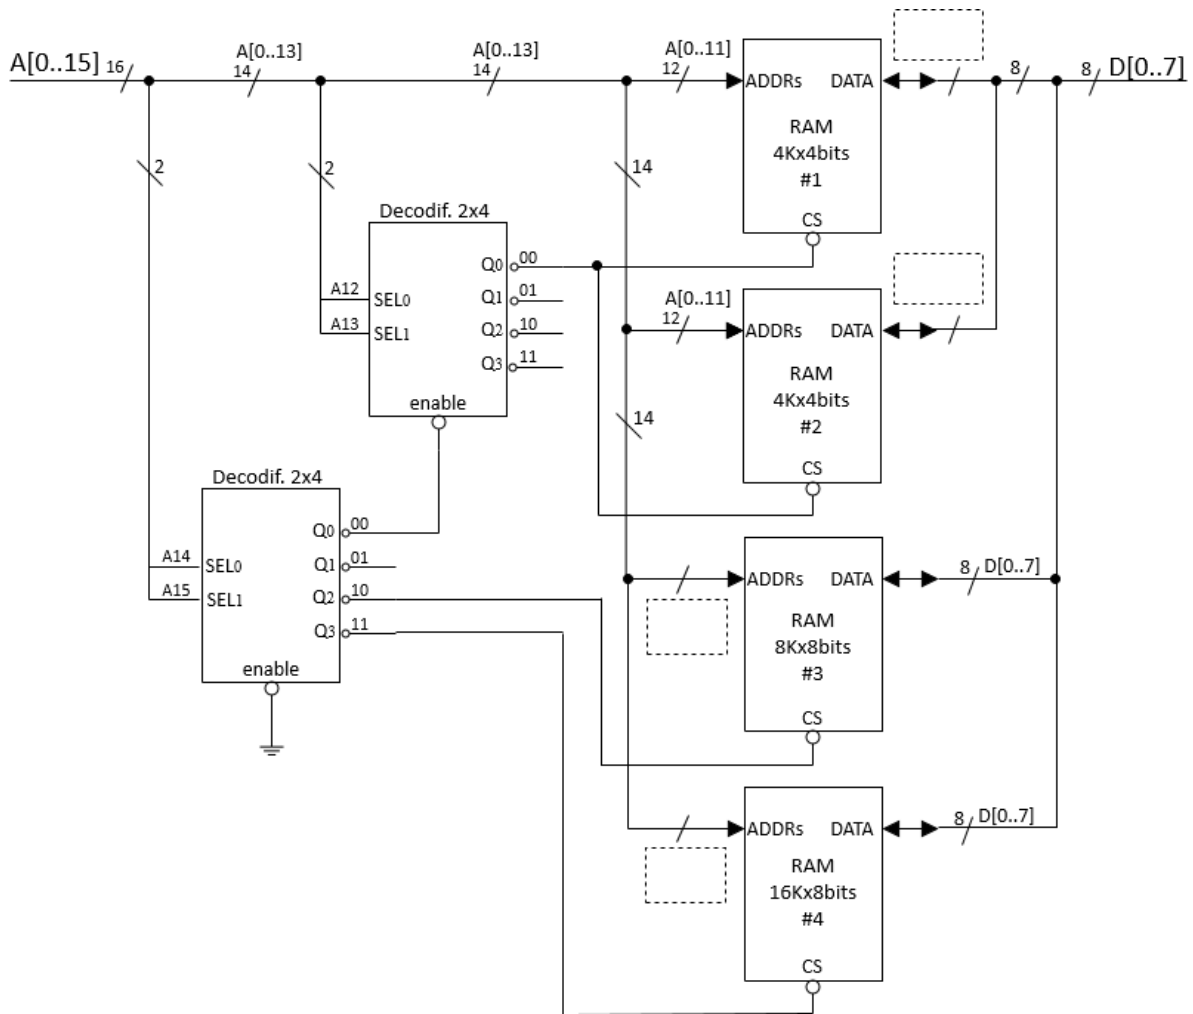 A[0..15] 16
A[0..13]
14
A[0..13]
14
A[0..11]
12
ADDRs DATA
8
8 D[0..7]
RAM
4Kx4bits
#1
CS
2
2
14
Decodif. 2x4
Q0 00
Q1 01
Q2 10
Q3 11
A12 SEL0
A13 SEL1
enable
A[0..11]
12
ADDRs DATA
RAM
4Kx4bits
#2
CS
14
Decodif. 2x4
Q0 00
Q1 01
Q2 10
Q3 11
A14 SEL0
A15 SEL1
enable
ADDRs DATA
8 D[0..7]
RAM
8Kx8bits
#3
CS
ADDRs DATA
8 D[0..7]
RAM
16Kx8bits
#4
CS